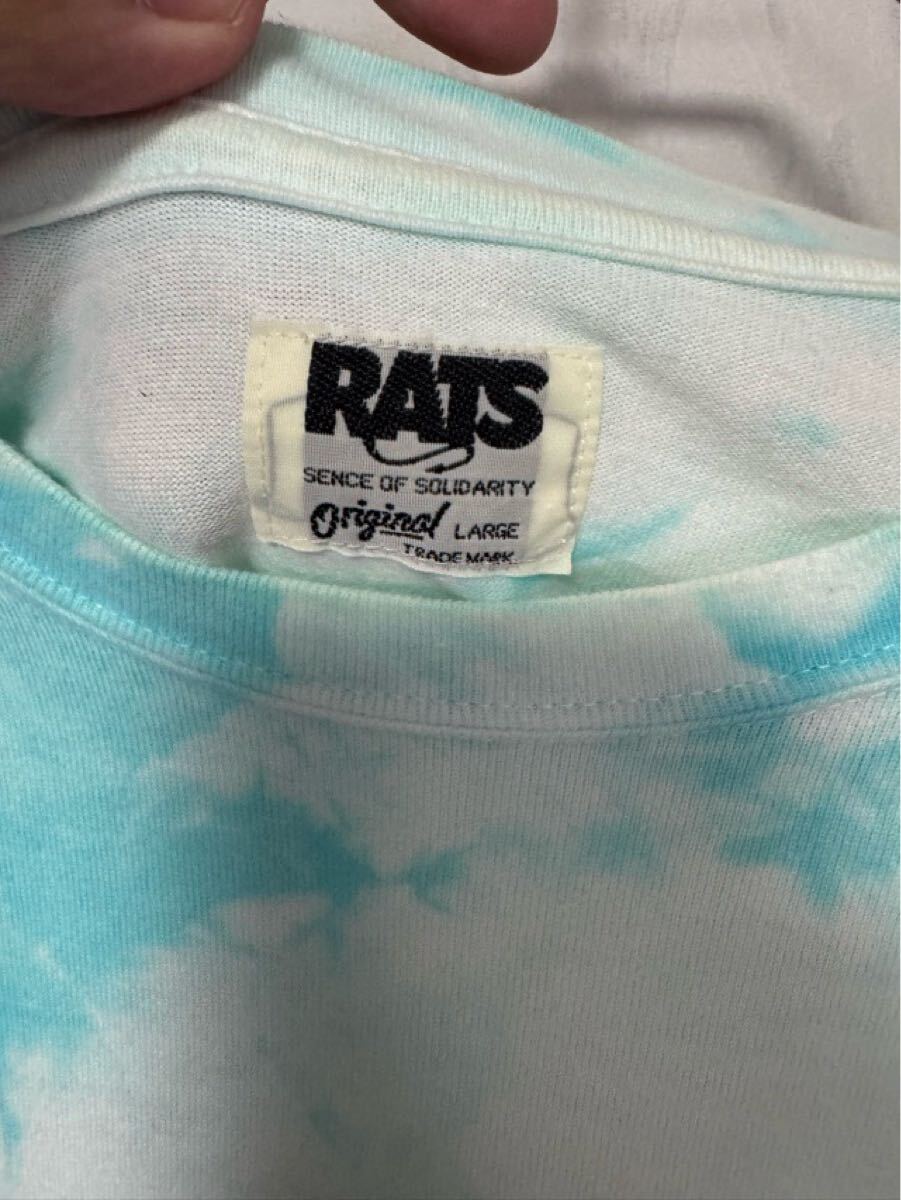 RATS
SENCE OF SOLIDARITY
Original LARGE
TRADE MARK.